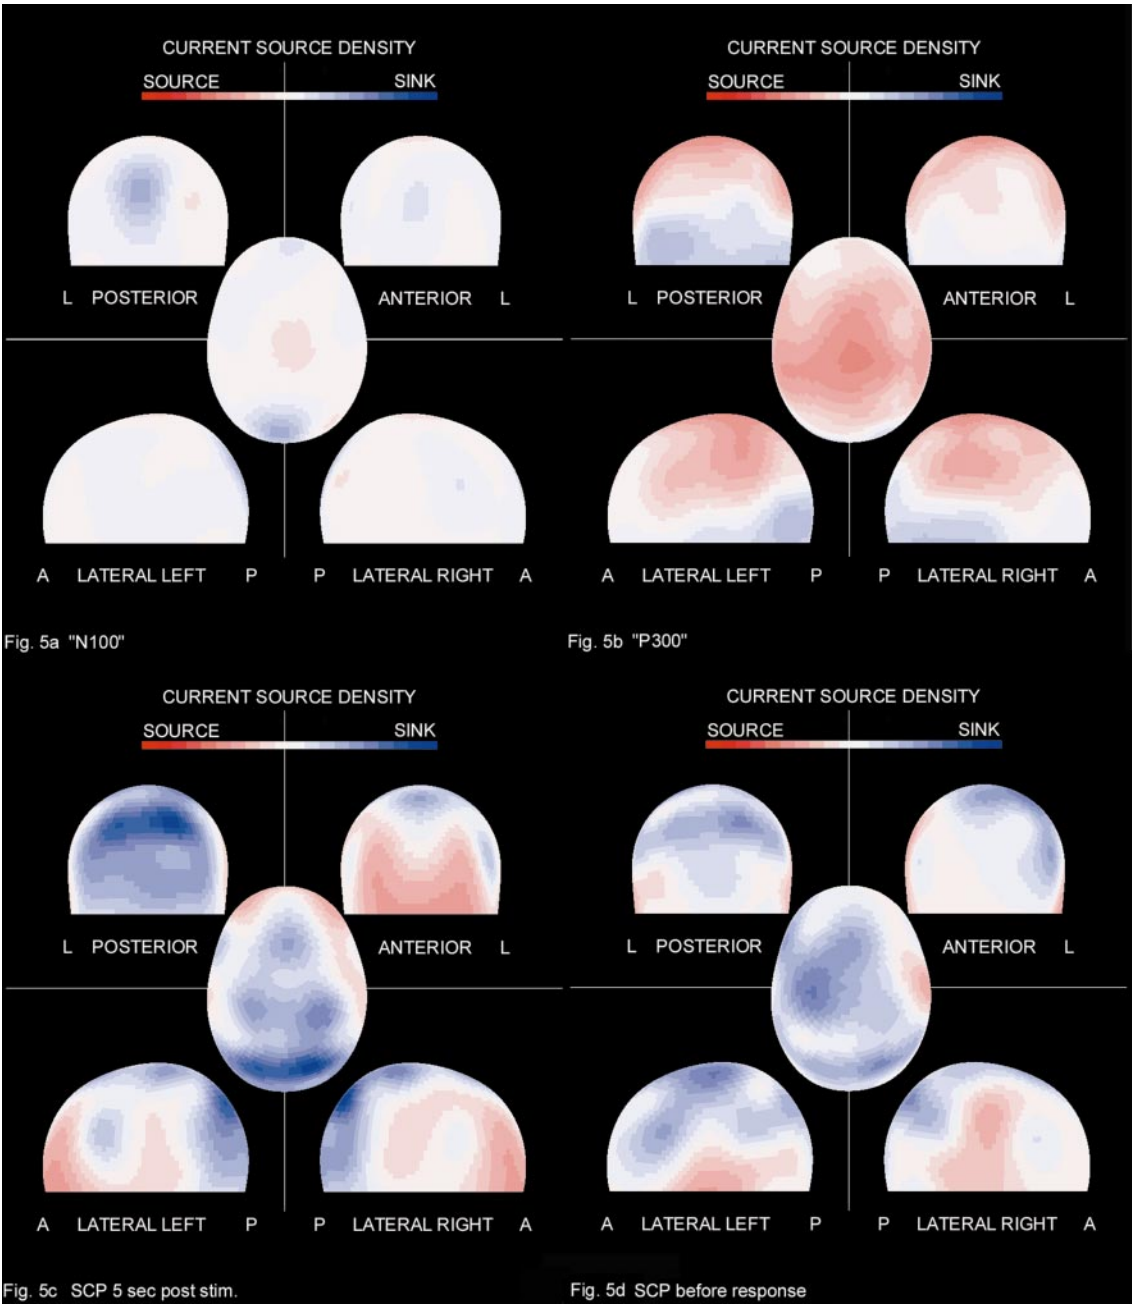 CURRENT SOURCE DENSITY
SOURCE SINK
L POSTERIOR ANTERIOR L
A LATERAL LEFT P P LATERAL RIGHT A
Fig. 5a "N100"
CURRENT SOURCE DENSITY
SOURCE SINK
L POSTERIOR ANTERIOR L
A LATERAL LEFT P P LATERAL RIGHT A
Fig. 5b "P300"
CURRENT SOURCE DENSITY
SOURCE SINK
L POSTERIOR ANTERIOR L
A LATERAL LEFT P P LATERAL RIGHT A
Fig. 5c SCP 5 sec post stim.
CURRENT SOURCE DENSITY
SOURCE SINK
L POSTERIOR ANTERIOR L
A LATERAL LEFT P P LATERAL RIGHT A
Fig. 5d SCP before response